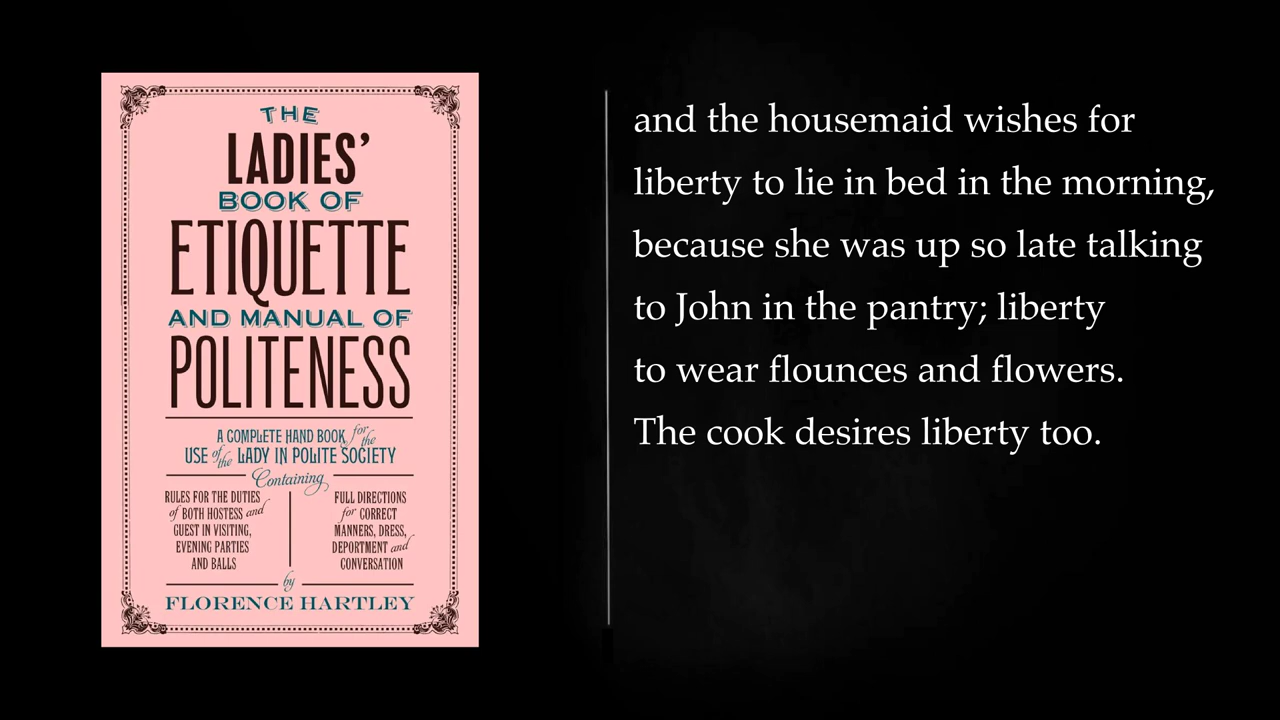 THE
LADIES’
BOOK OF
ETIQUETTE
AND MANUAL OF
POLITENESS
A COMPLETE HAND BOOK for the
USE of the LADY IN POLITE SOCIETY
Containing
RULES FOR THE DUTIES
of BOTH HOSTESS and
GUEST IN VISITING,
EVENING PARTIES
AND BALLS
FULL DIRECTIONS
for CORRECT
MANNERS, DRESS,
DEPORTMENT and
CONVERSATION
by
FLORENCE HARTLEY
and the housemaid wishes for
liberty to lie in bed in the morning,
because she was up so late talking
to John in the pantry; liberty
to wear flounces and flowers.
The cook desires liberty too.